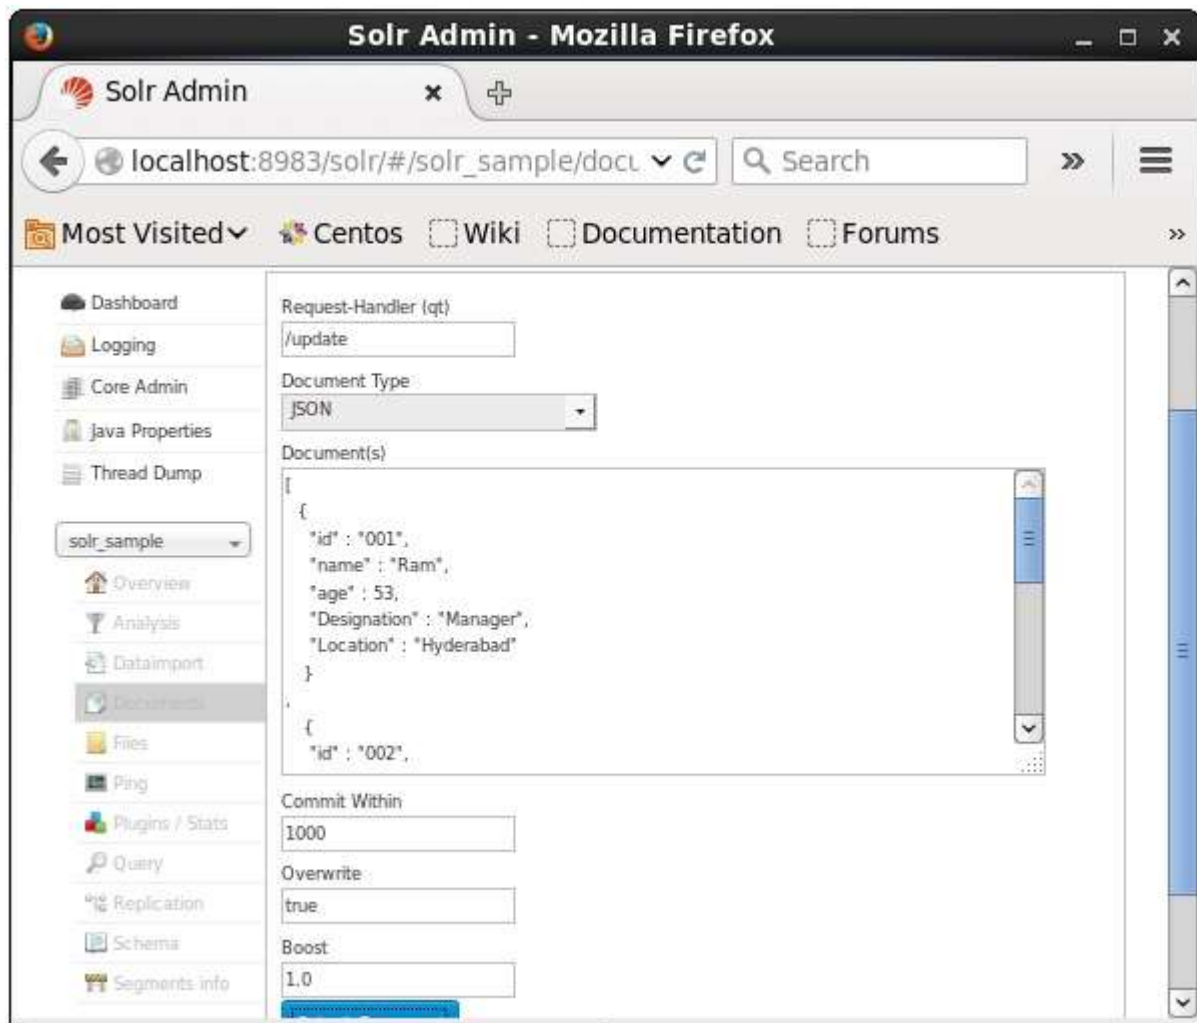 Solr Admin - Mozilla Firefox
Solr Admin
localhost:8983/solr/#/solr_sample/docu
Search
Most Visited
Centos
Wiki
Documentation
Forums
Dashboard
Logging
Core Admin
Java Properties
Thread Dump
solr_sample
Overview
Analysis
Dataimport
Documents
Files
Ping
Plugins / Stats
Query
Replication
Schema
Segments info
Request-Handler (qt)
/update
Document Type
JSON
Document(s)
[
{
"id" : "001",
"name" : "Ram",
"age" : 53,
"Designation" : "Manager",
"Location" : "Hyderabad"
}
,
{
"id" : "002",
Commit Within
1000
Overwrite
true
Boost
1.0